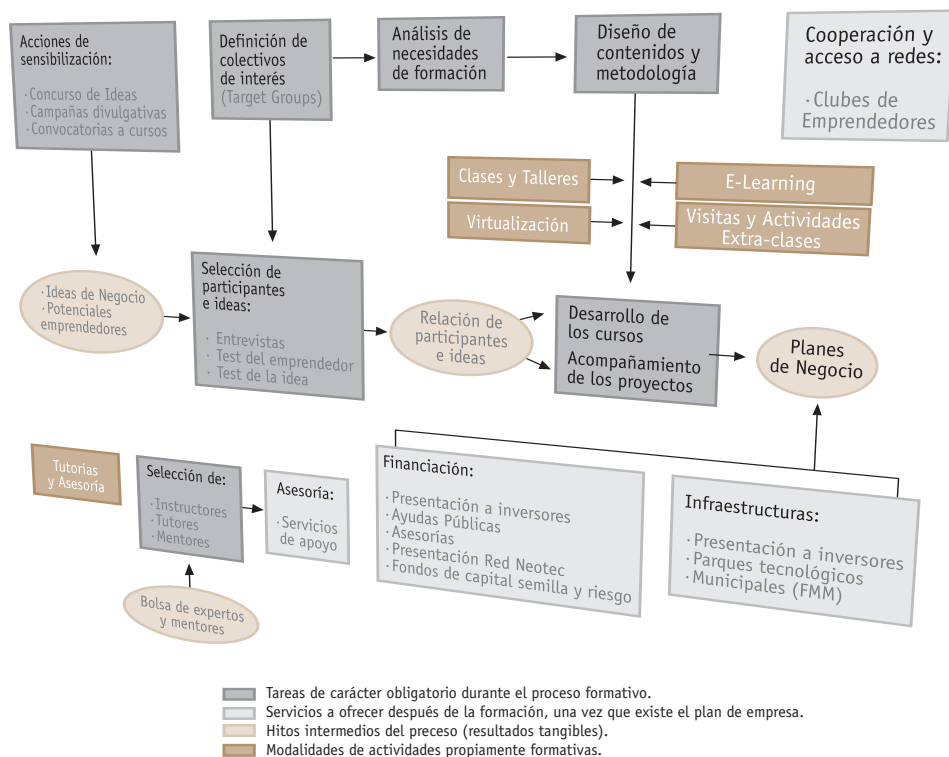 Acciones de
sensibilización:
·Concurso de Ideas
·Campañas divulgativas
·Convocatorias a cursos
Definición de
colectivos
de interés
(Target Groups)
Análisis de
necesidades
de formación
Diseño de
contenidos y
metodología
Cooperación y
acceso a redes:
· Clubes de
Emprendedores
Clases y Talleres
E-Learning
Virtualización
Visitas y Actividades
Extra-clases
·Ideas de Negocio
·Potenciales
emprendedores
Selección de
participantes
e ideas:
· Entrevistas
· Test del emprendedor
· Test de la idea
Relación de
participantes
e ideas
Desarrollo de
los cursos
Acompañamiento
de los proyectos
Planes
de Negocio
Tutorías
y Asesoría
Selección de:
·Instructores
·Tutores
·Mentores
Asesoría:
·Servicios
de apoyo
Financiación:
·Presentación a inversores
·Ayudas Públicas
·Asesorías
·Presentación Red Neotec
·Fondos de capital semilla y riesgo
Infraestructuras:
·Presentación a inversores
·Parques tecnológicos
·Municipales (FMM)
Bolsa de expertos
y mentores
Tareas de carácter obligatorio durante el proceso formativo.
Servicios a ofrecer después de la formación, una vez que existe el plan de empresa.
Hitos intermedios del preceso (resultados tangibles).
Modalidades de actividades propiamente formativas.